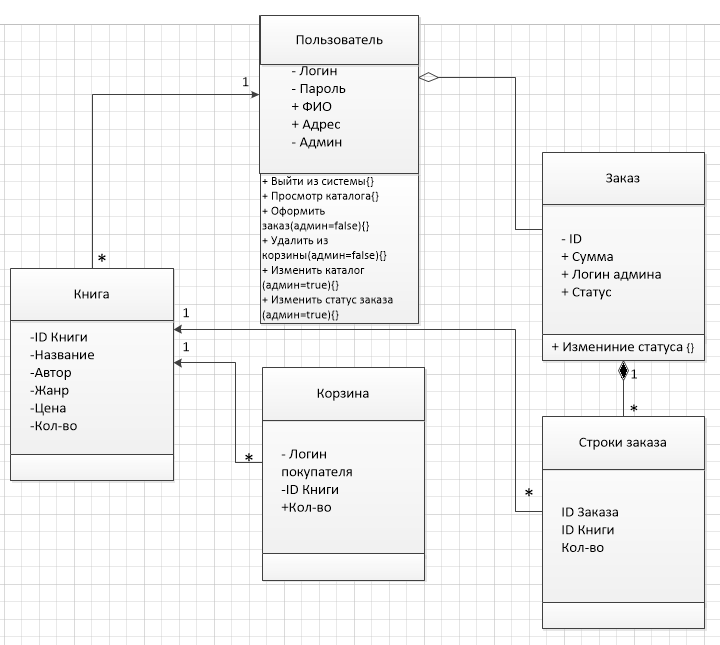 Пользователь
- Логин
- Пароль
+ ФИО
+ Адрес
- Админ
+ Выйти из системы{}
+ Просмотр каталога{}
+ Оформить
заказ(админ=false){}
+ Удалить из
корзины(админ=false){}
+ Изменить каталог
(админ=true){}
+ Изменить статус заказа
(админ=true){}
1
*
Заказ
- ID
+ Сумма
+ Логин админа
+ Статус
+ Измениние статуса {}
1
*
Книга
-ID Книги
-Название
-Автор
-Жанр
-Цена
-Кол-во
1
1
*
*
Корзина
- Логин
покупателя
-ID Книги
+Кол-во
Строки заказа
ID Заказа
ID Книги
Кол-во